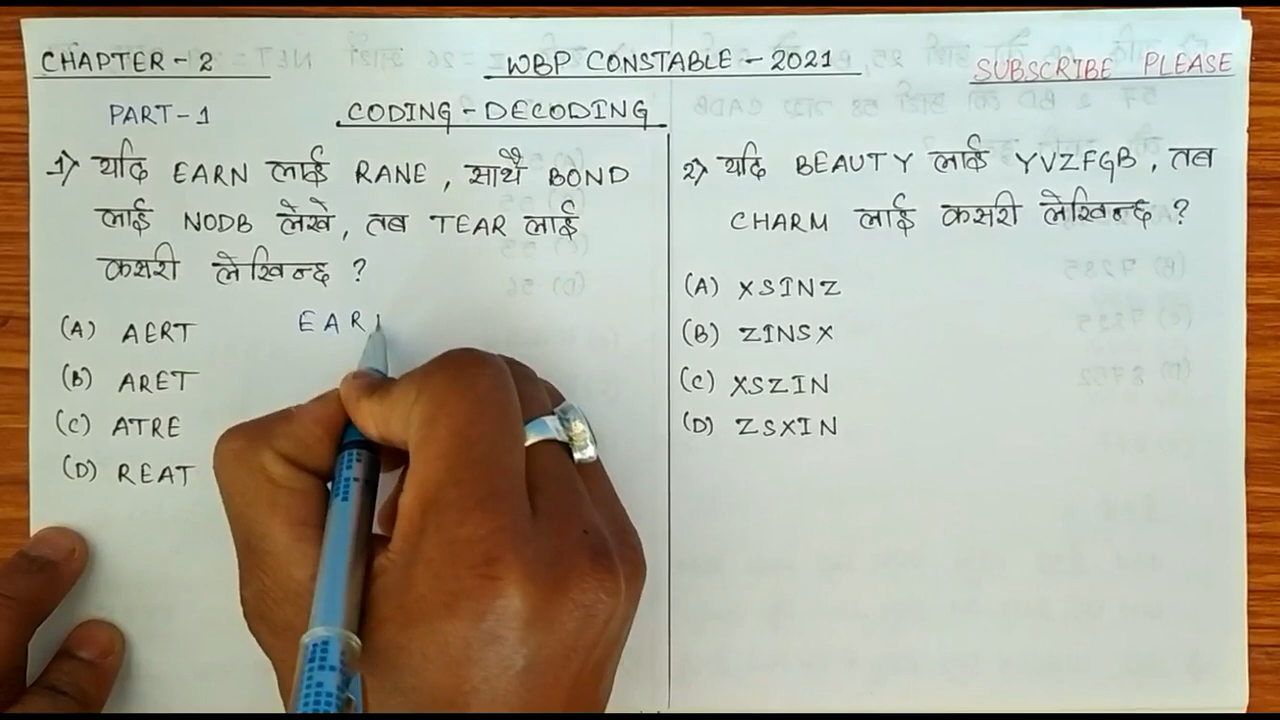 CHAPTER - 2
WBP CONSTABLE - 2021
SUBSCRIBE PLEASE
PART - 1
CODING - DECODING
1) यदि EARN लाई RANE, साथै BOND
लाई NODB लेखे, तब TEAR लाई
कसरी लेखिन्छ ?
(A) AERT
(B) ARET
(C) ATRE
(D) REAT
EAR
2) यदि BEAUTY लाई YVZFGB, तब
CHARM लाई कसरी लेखिन्छ ?
(A) XSINZ
(B) ZINSX
(C) XSZIN
(D) ZSXIN